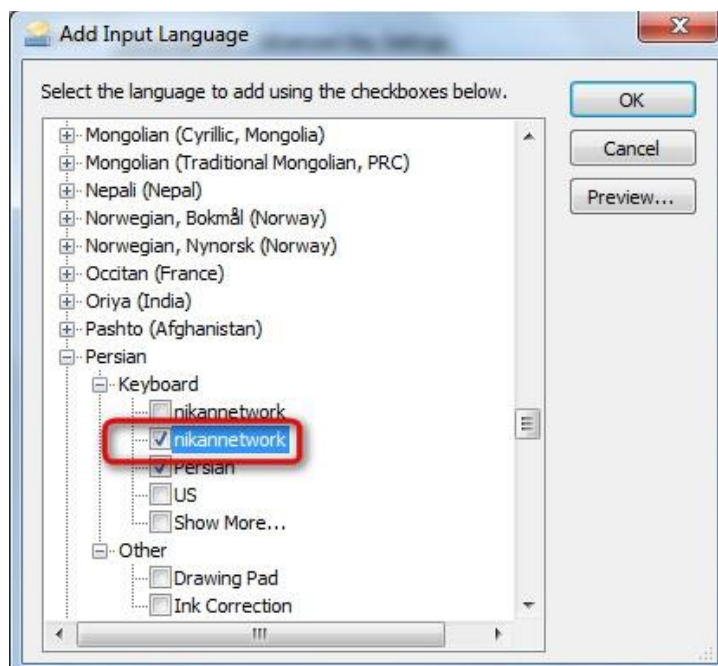 Add Input Language
Select the language to add using the checkboxes below.
OK
Cancel
Preview...
Mongolian (Cyrillic, Mongolia)
Mongolian (Traditional Mongolian, PRC)
Nepali (Nepal)
Norwegian, Bokmål (Norway)
Norwegian, Nynorsk (Norway)
Occitan (France)
Oriya (India)
Pashto (Afghanistan)
Persian
Keyboard
nikannetwork
nikannetwork
Persian
US
Show More...
Other
Drawing Pad
Ink Correction